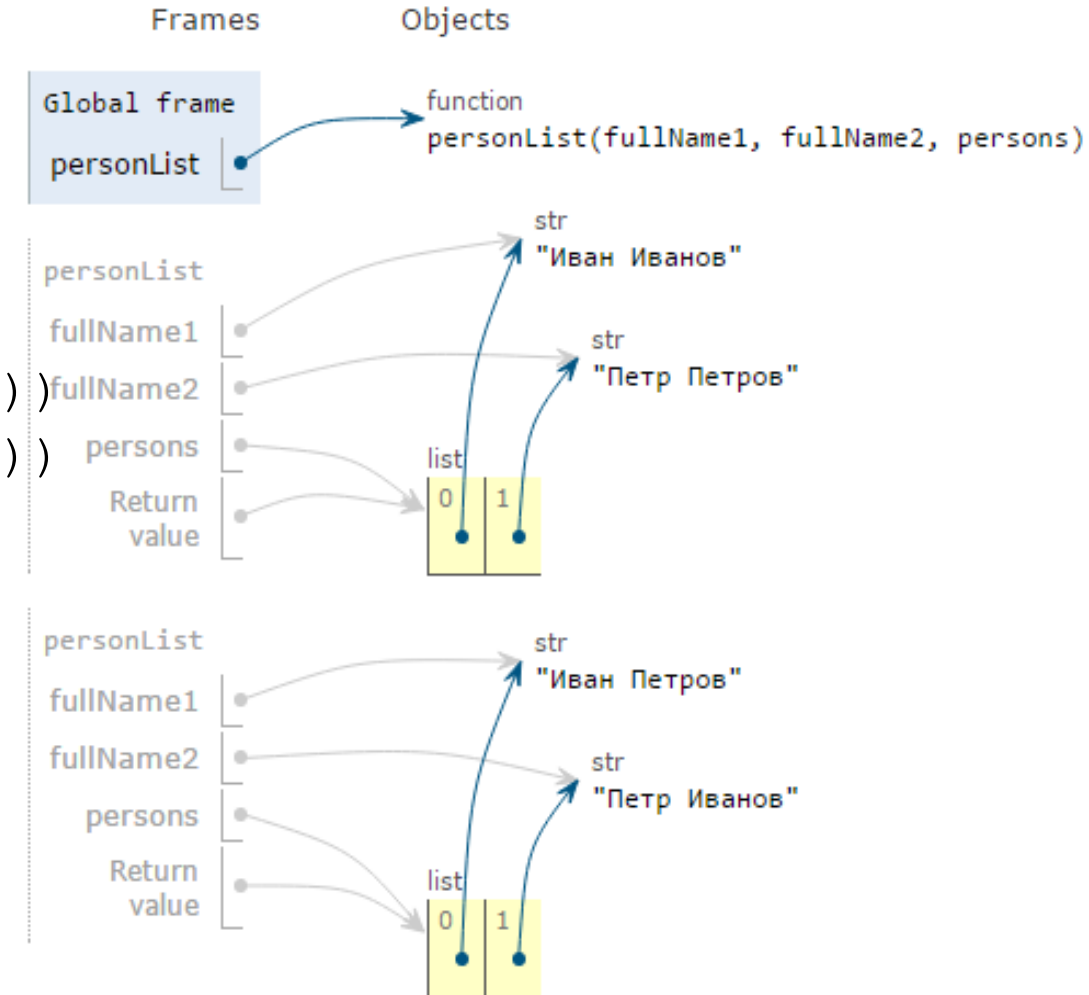 Frames Objects
Global frame
function
personList(fullName1, fullName2, persons)
personList
str
"Иван Иванов"
personList
fullName1
str
"Петр Петров"
) )
fullName2
) )
persons
list
0 1
Return
value
personList
str
"Иван Петров"
fullName1
fullName2
str
"Петр Иванов"
persons
Return
value
list
0 1